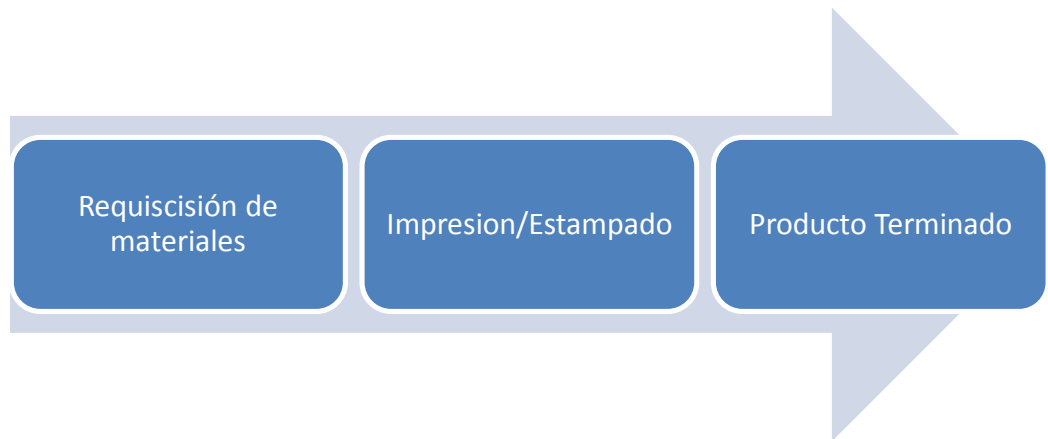 Requiscisión de
materiales
Impresion/Estampado
Producto Terminado